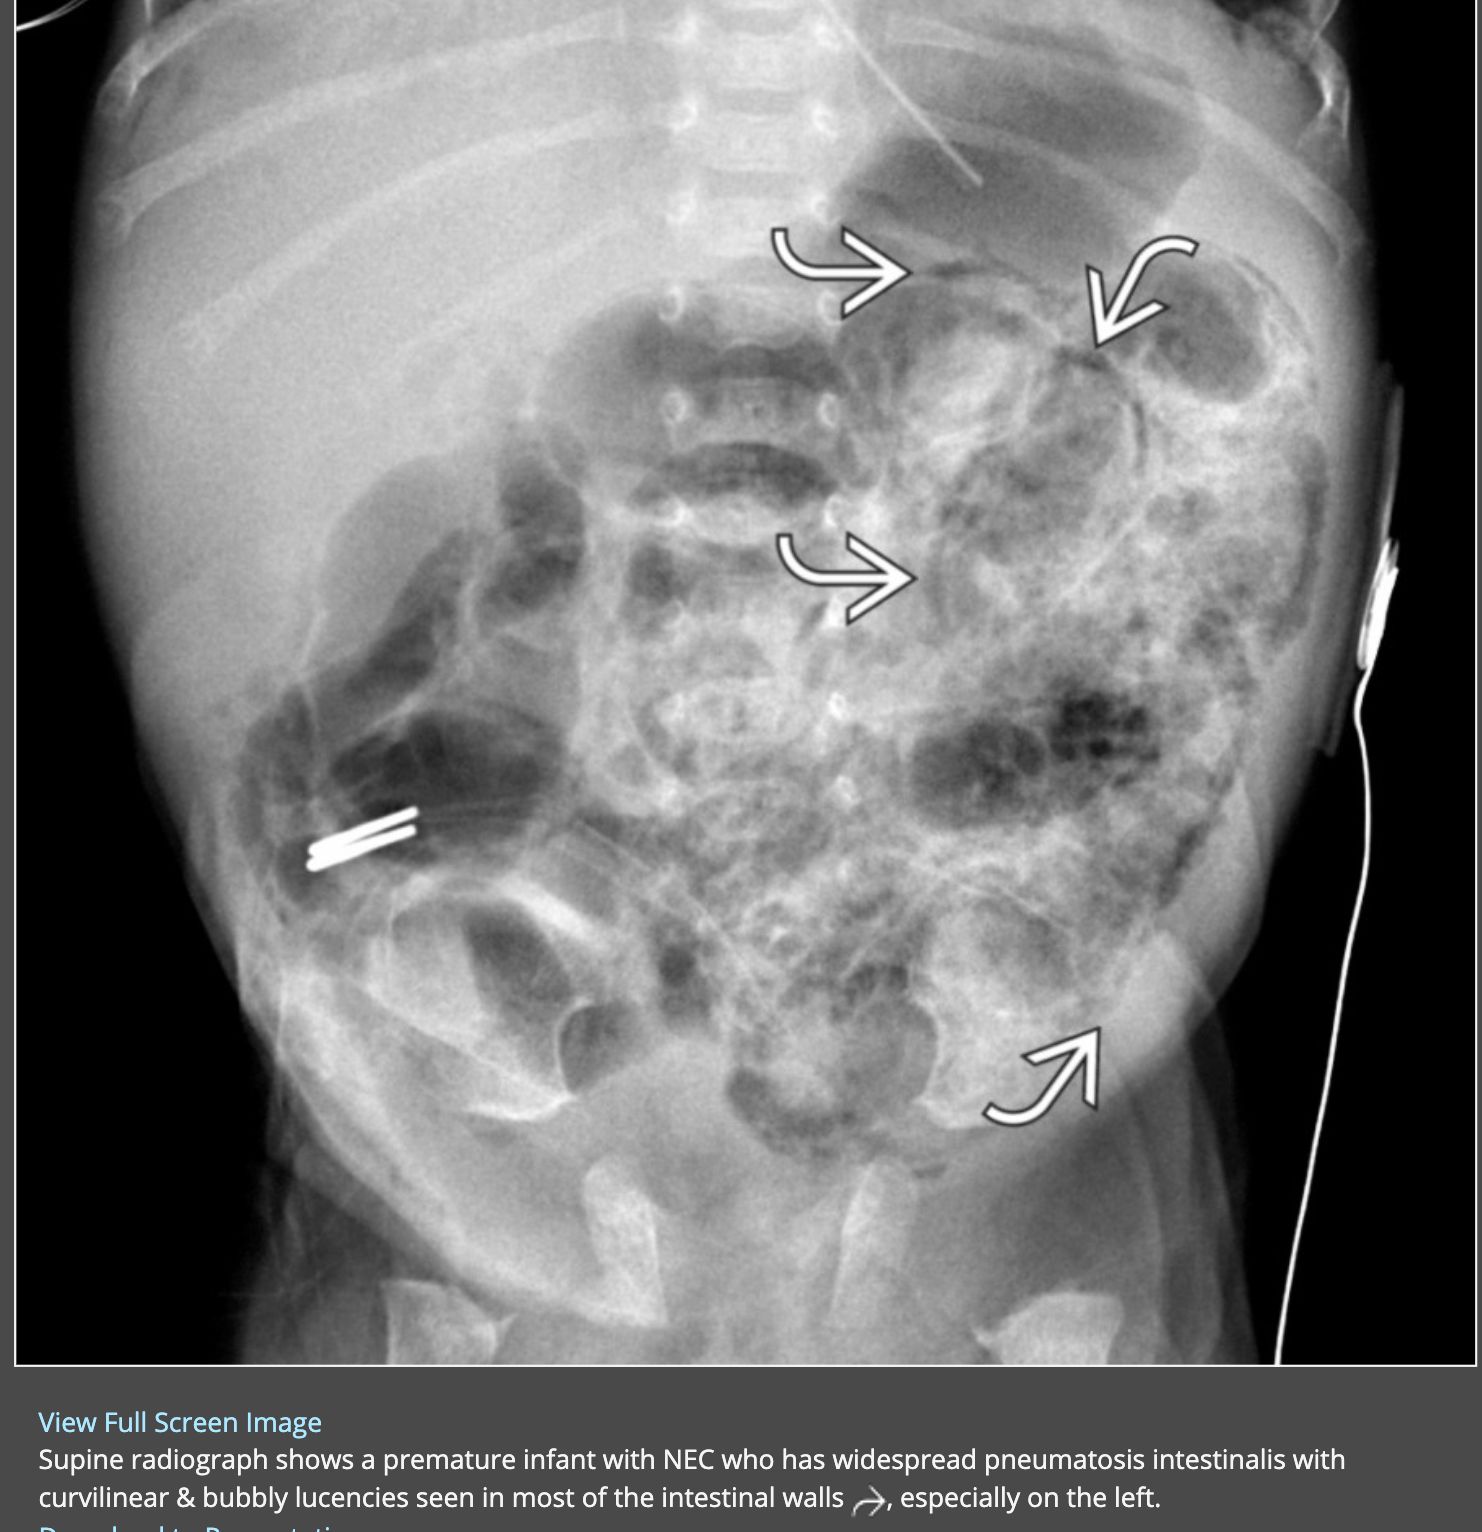 View Full Screen Image
Supine radiograph shows a premature infant with NEC who has widespread pneumatosis intestinalis with
curvilinear & bubbly lucencies seen in most of the intestinal walls , especially on the left.